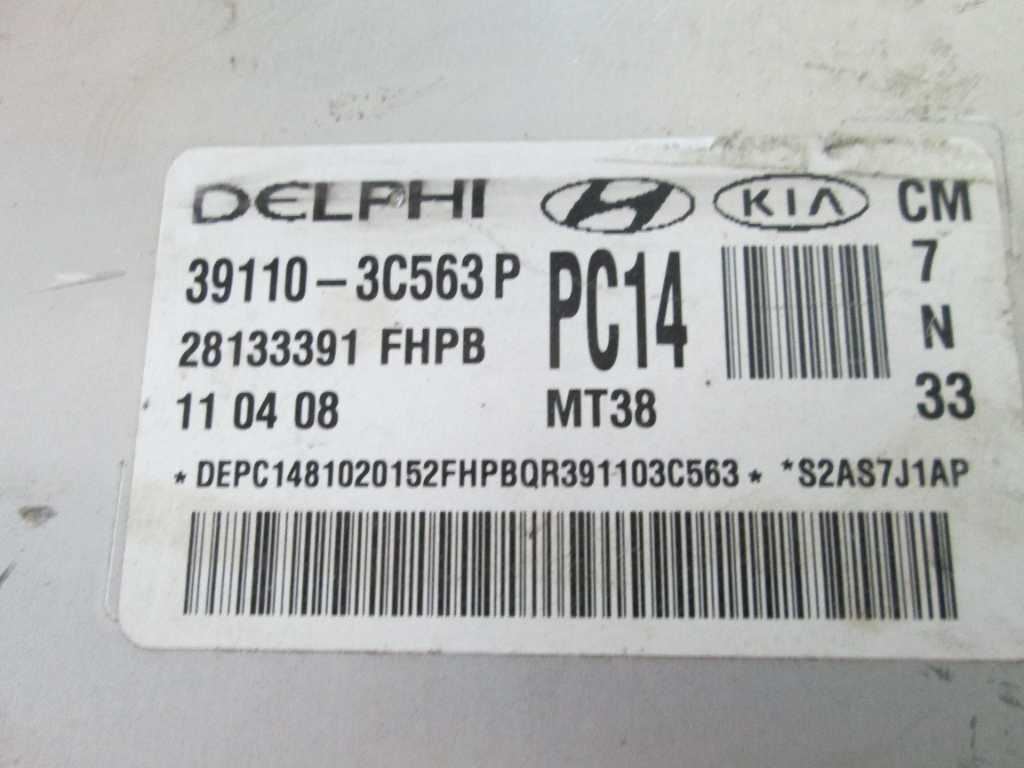 DELPHI H KIA CM
39110-3C563 P PC14 7
28133391 FHPB N
11 04 08 MT38 33
*DEPC1481020152FHPBQR391103C563* *S2AS7J1AP